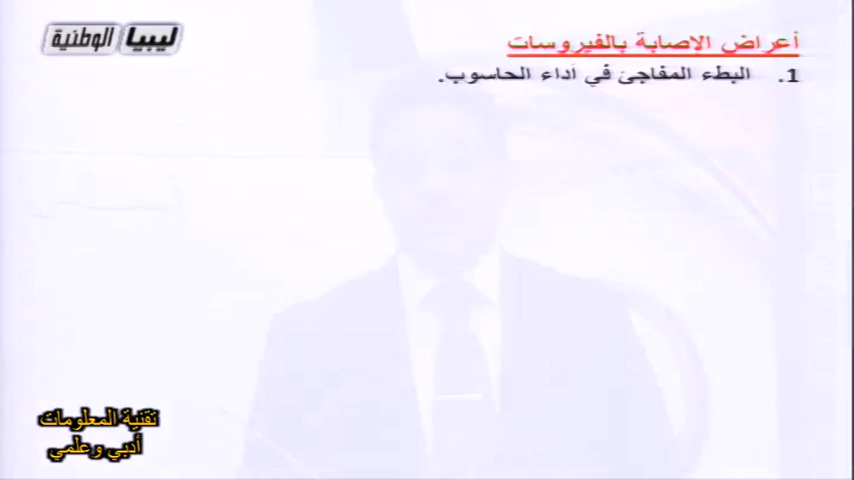 ليبيا الوطنية
أعراض الاصابة بالفيروسات
1. البطء المفاجئ في أداء الحاسوب.
تقنية المعلومات
أدبي وعلمي